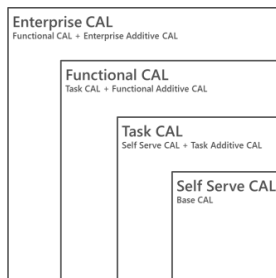 Enterprise CAL
Functional CAL + Enterprise Additive CAL
Functional CAL
Task CAL + Functional Additive CAL
Task CAL
Self Serve CAL + Task Additive CAL
Self Serve CAL
Base CAL